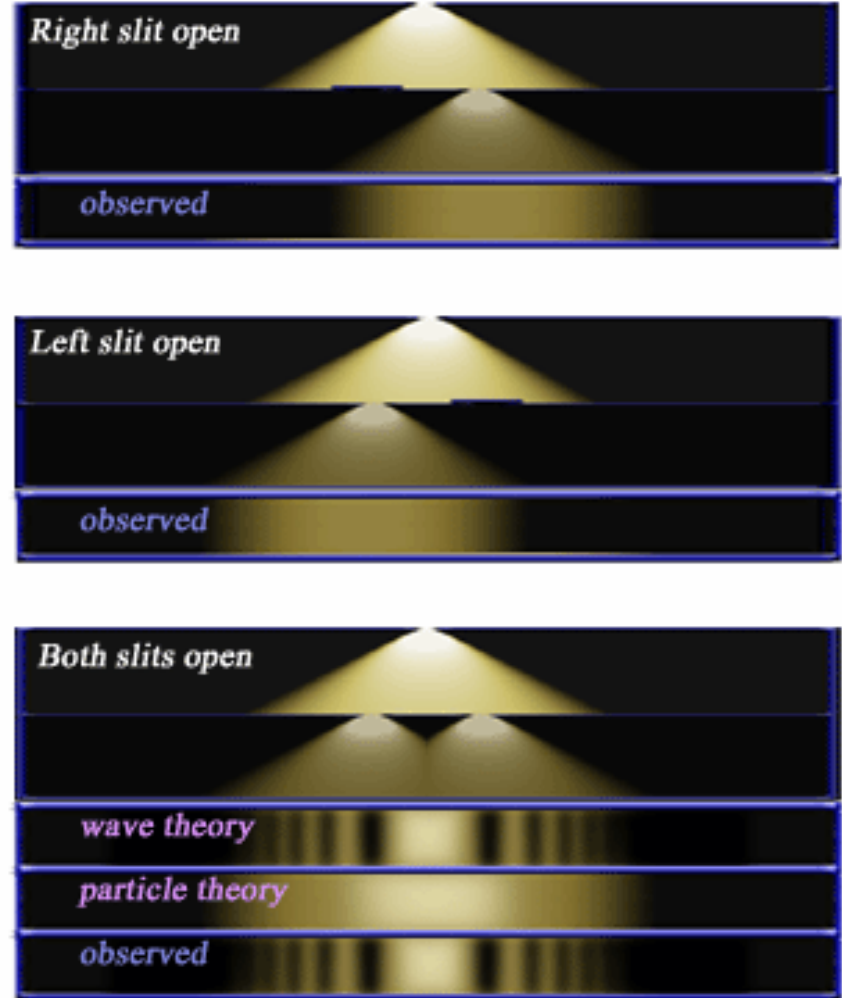 Right slit open
observed
Left slit open
observed
Both slits open
wave theory
particle theory
observed